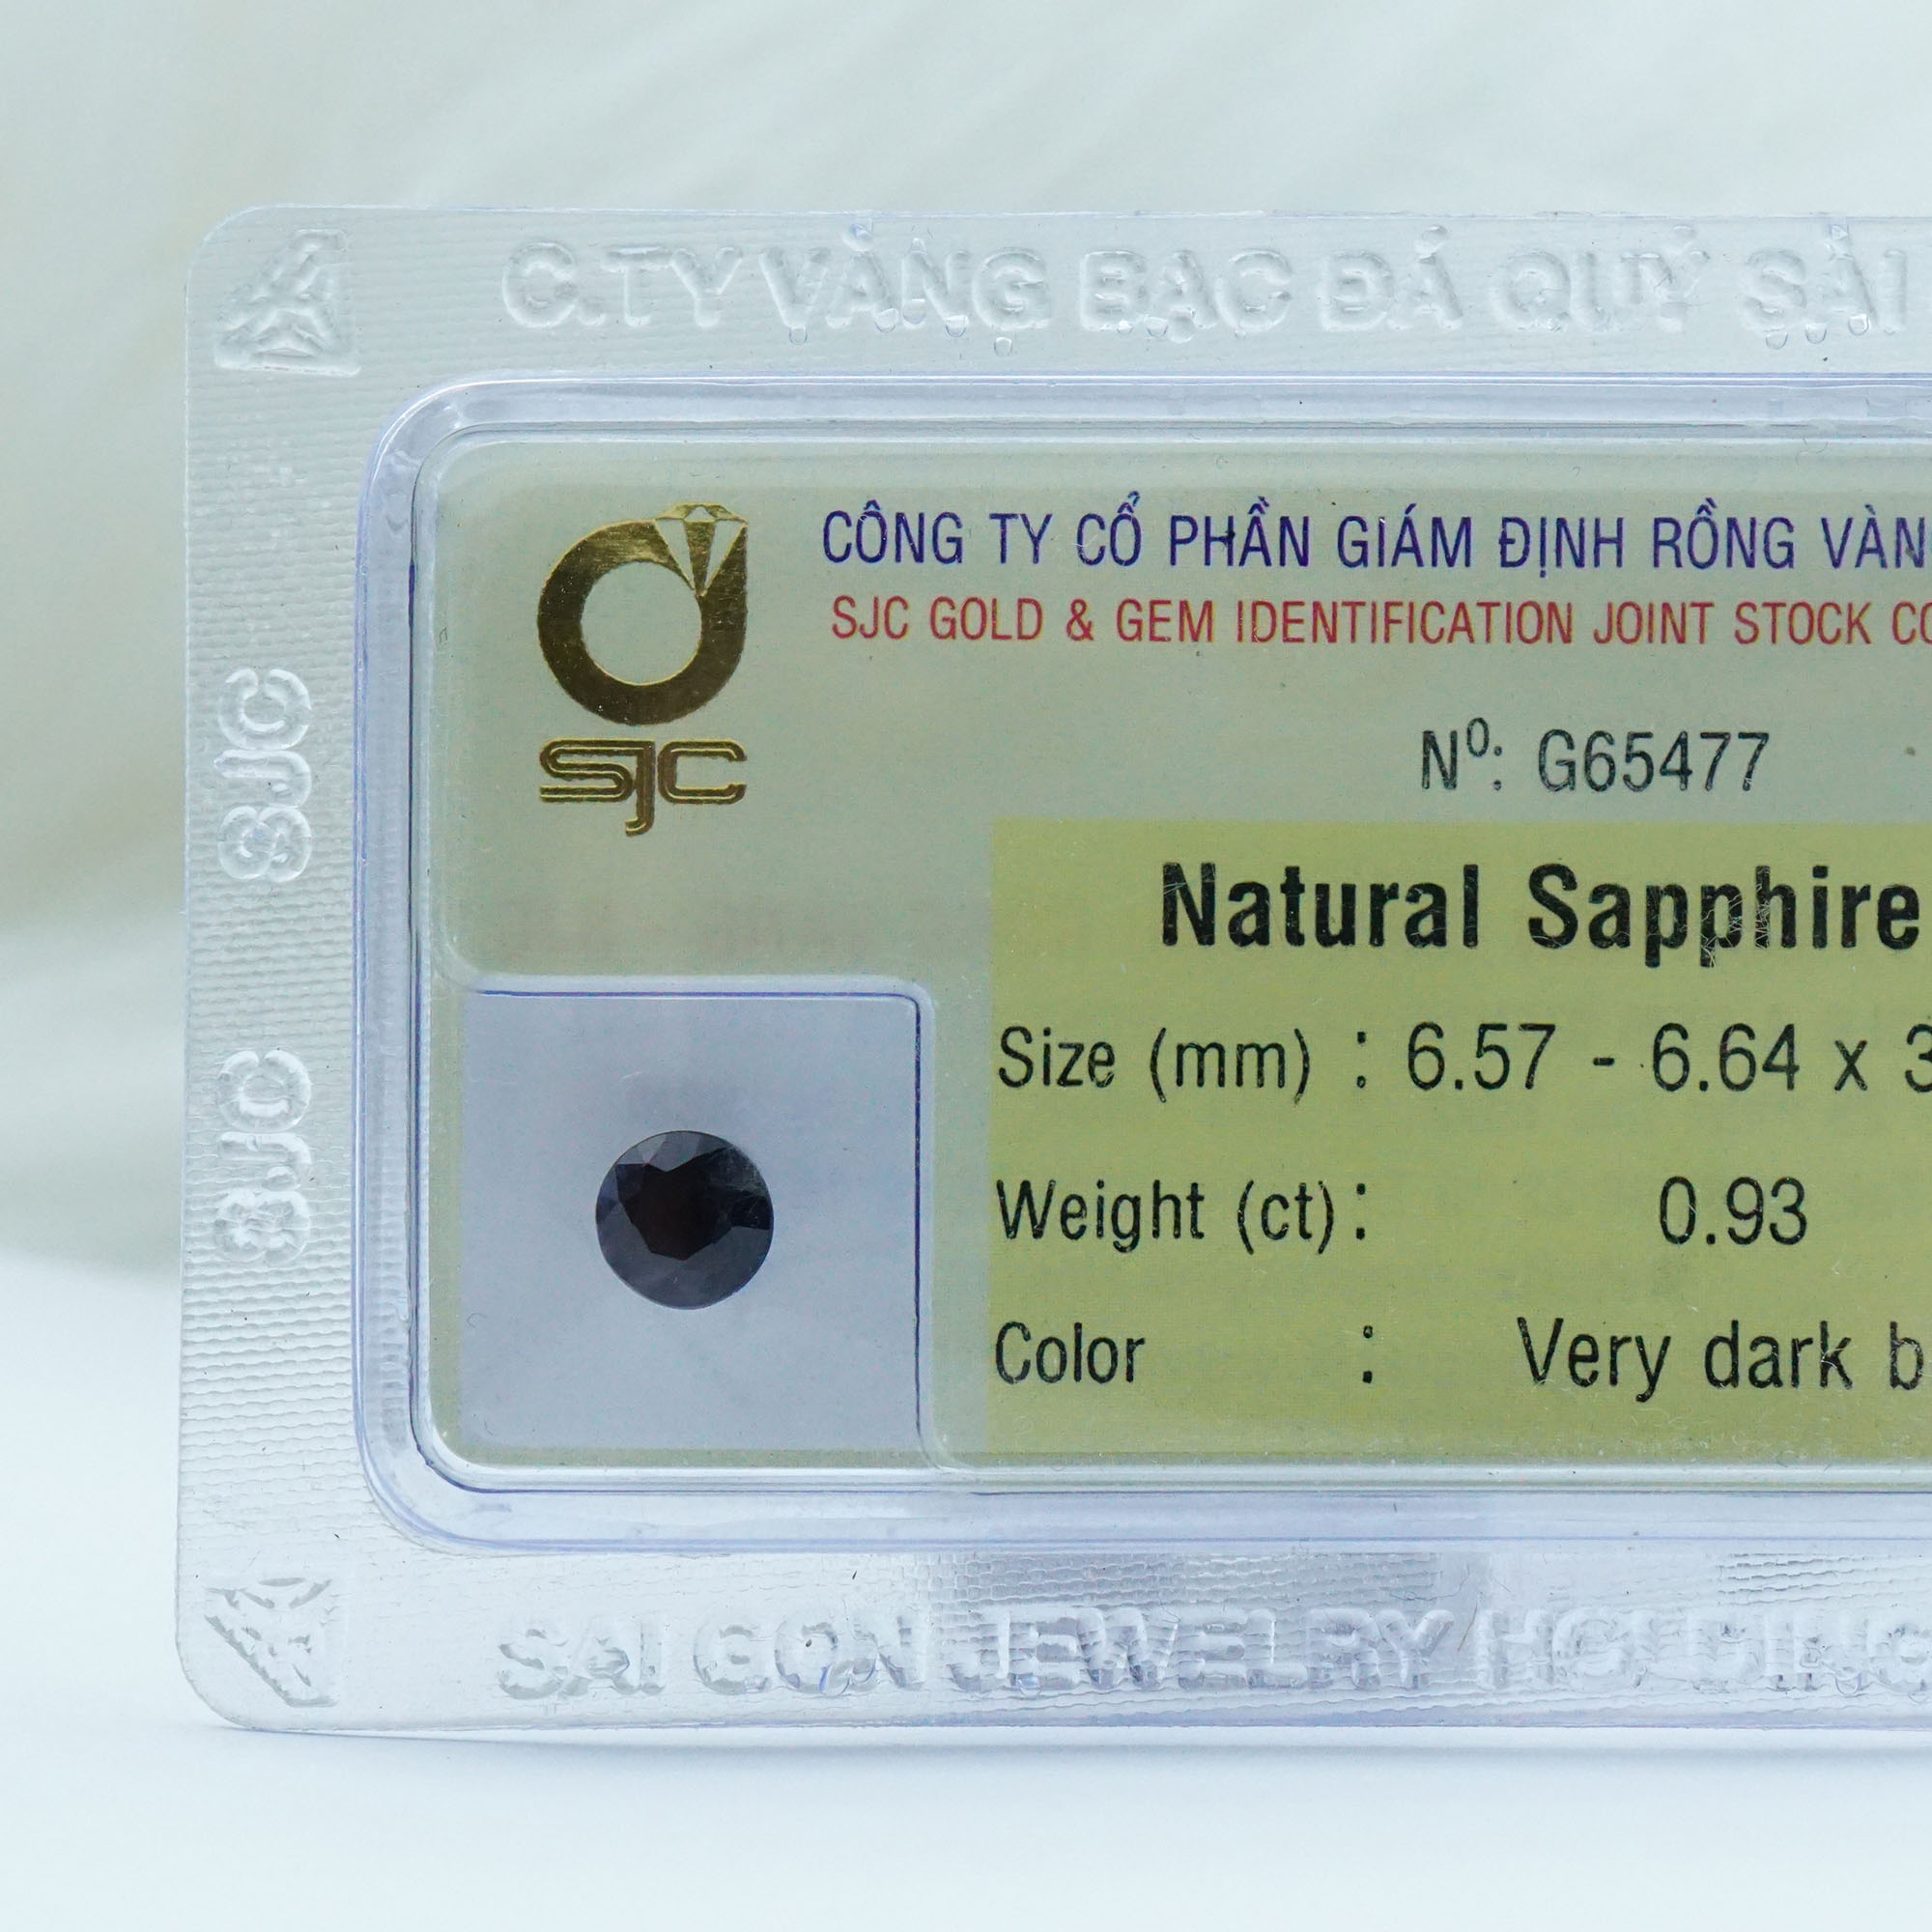 C.TY VÀNG BẠC ĐÁ QUÝ SÀI
CÔNG TY CỔ PHẦN GIÁM ĐỊNH RỒNG VÀN
SJC GOLD & GEM IDENTIFICATION JOINT STOCK CO
SJC
Nº: G65477
Natural Sapphire
Size (mm) : 6.57 - 6.64 x 3
Weight (ct) : 0.93
Color : Very dark b
SJC
SJC
SAI GON JEWELRY HOLDING